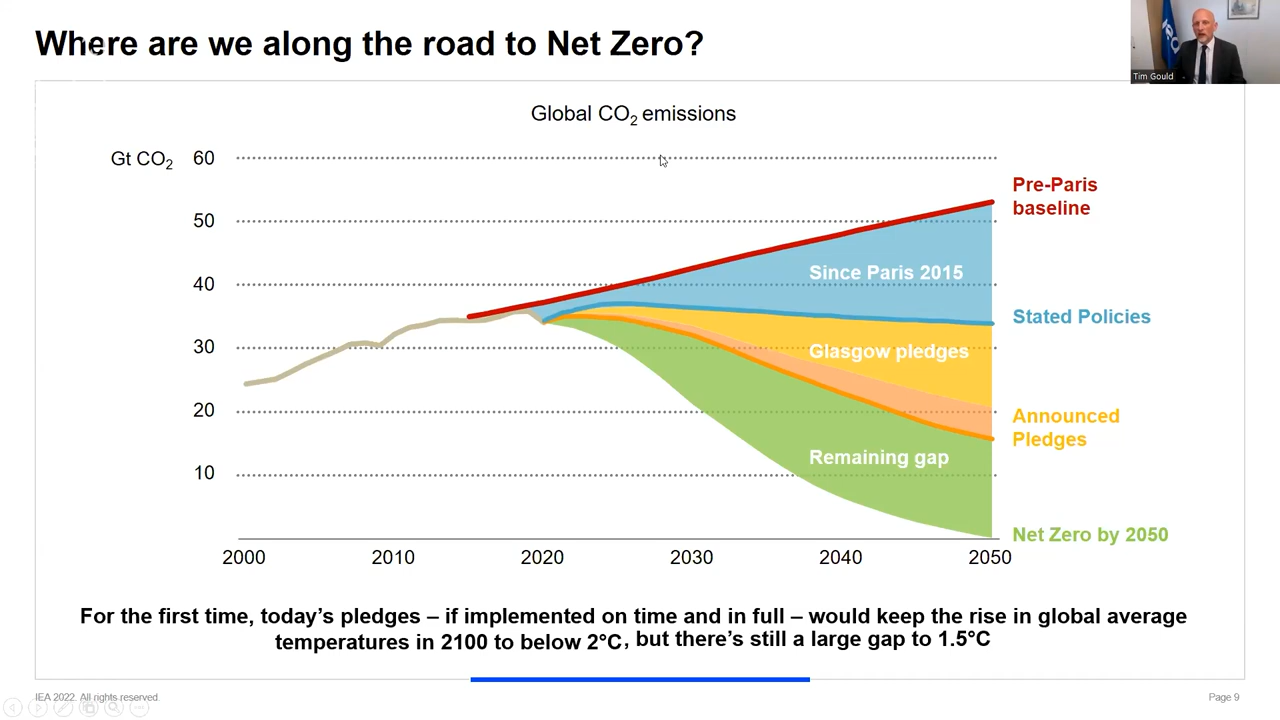 Where are we along the road to Net Zero?
Tim Gould
Global CO₂ emissions
Gt CO₂
60
50
40
30
20
10
Pre-Paris
baseline
Since Paris 2015
Stated Policies
Glasgow pledges
Announced
Pledges
Remaining gap
Net Zero by 2050
2000
2010
2020
2030
2040
2050
For the first time, today's pledges – if implemented on time and in full – would keep the rise in global average
temperatures in 2100 to below 2°C, but there's still a large gap to 1.5°C
IEA 2022. All rights reserved.
Page 9